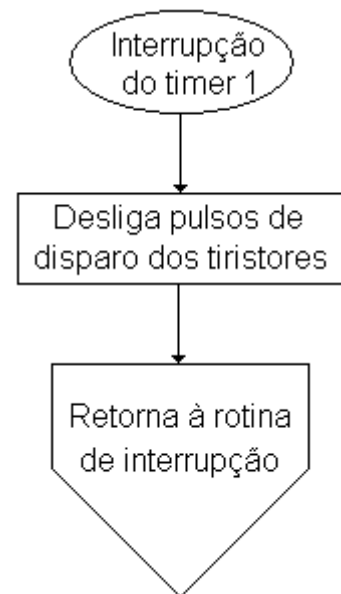 Interrupção
do timer 1
Desliga pulsos de
disparo dos tiristores
Retorna à rotina
de interrupção